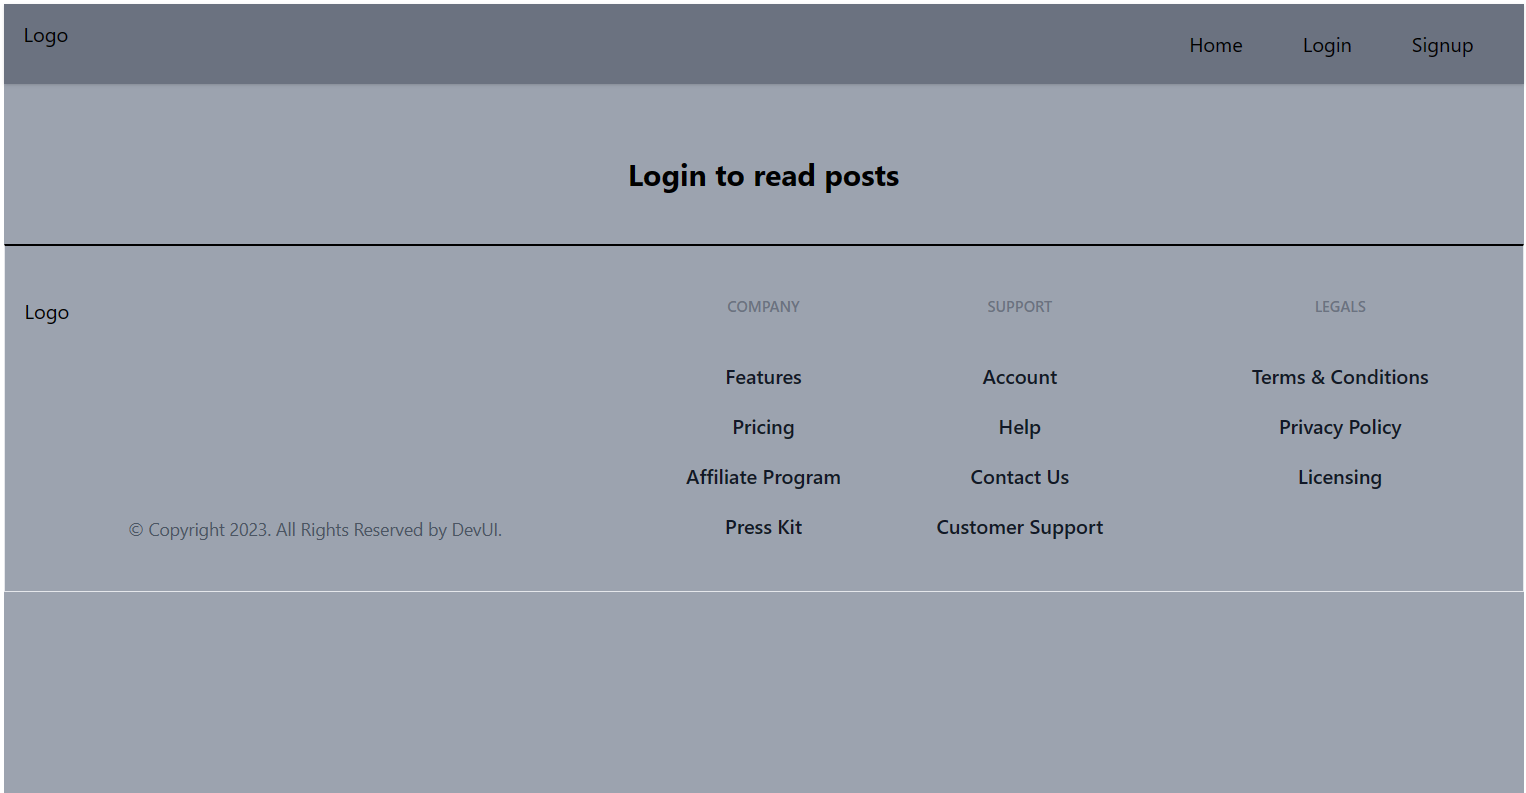 Logo
Home
Login
Signup
Login to read posts
Logo
© Copyright 2023. All Rights Reserved by DevUI.
COMPANY
Features
Pricing
Affiliate Program
Press Kit
SUPPORT
Account
Help
Contact Us
Customer Support
LEGALS
Terms & Conditions
Privacy Policy
Licensing